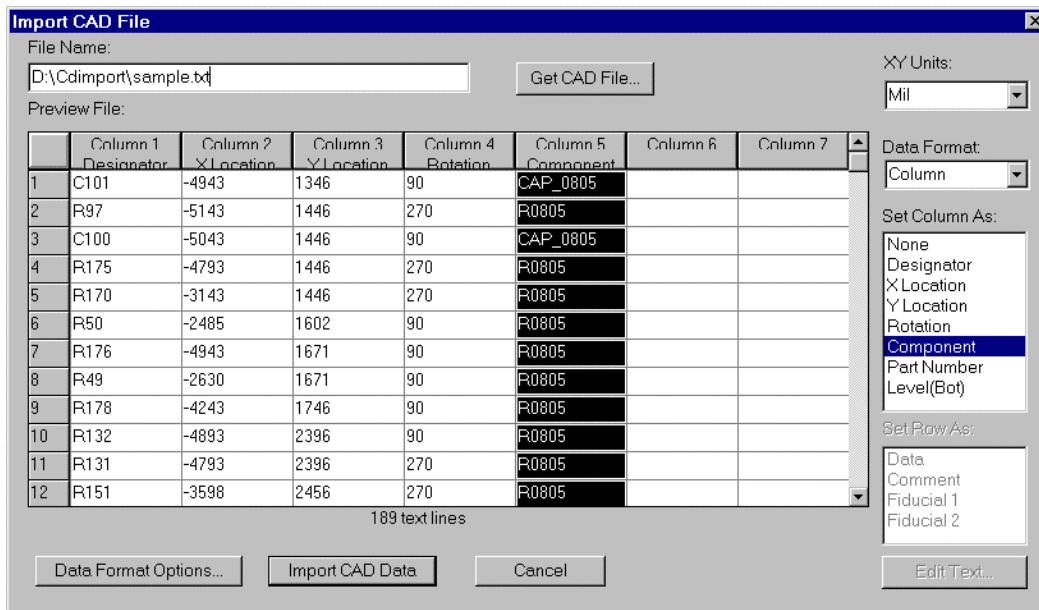 Import CAD File
File Name:
D:\Cdimport\sample.txt
Get CAD File...
XY Units:
Mil
Preview File:
Data Format:
Column
Column 1 Column 2 Column 3 Column 4 Column 5 Column 6 Column 7
Designator X Location Y Location Rotation Component
1 C101 -4943 1346 90 CAP_0805
2 R97 -5143 1446 270 R0805
3 C100 -5043 1446 90 CAP_0805
4 R175 -4793 1446 270 R0805
5 R170 -3143 1446 270 R0805
6 R50 -2485 1602 90 R0805
7 R176 -4943 1671 90 R0805
8 R49 -2630 1671 90 R0805
9 R178 -4243 1746 90 R0805
10 R132 -4893 2396 90 R0805
11 R131 -4793 2396 270 R0805
12 R151 -3598 2456 270 R0805
189 text lines
Set Column As:
None
Designator
X Location
Y Location
Rotation
Component
Part Number
Level(Bot)
Set Row As:
Data
Comment
Fiducial 1
Fiducial 2
Data Format Options...
Import CAD Data
Cancel
Edit Text...